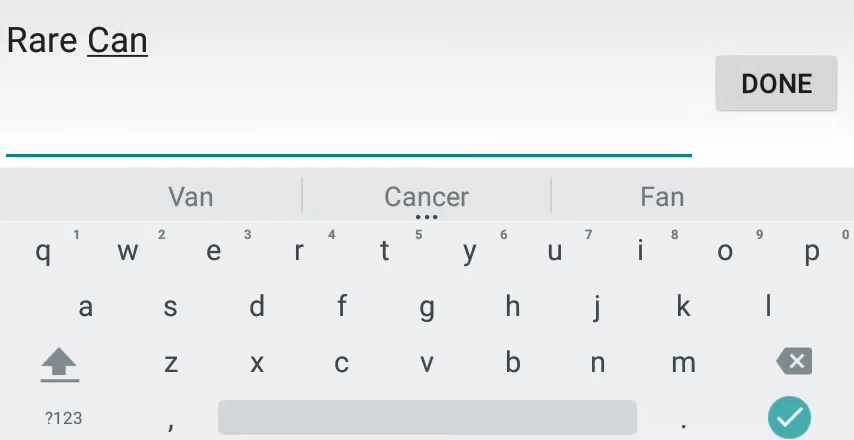 Rare Can
DONE
Van Cancer Fan
q 1 w 2 e 3 r 4 t 5 y 6 u 7 i 8 o 9 p 0
a s d f g h j k l
z x c v b n m
?123 , .